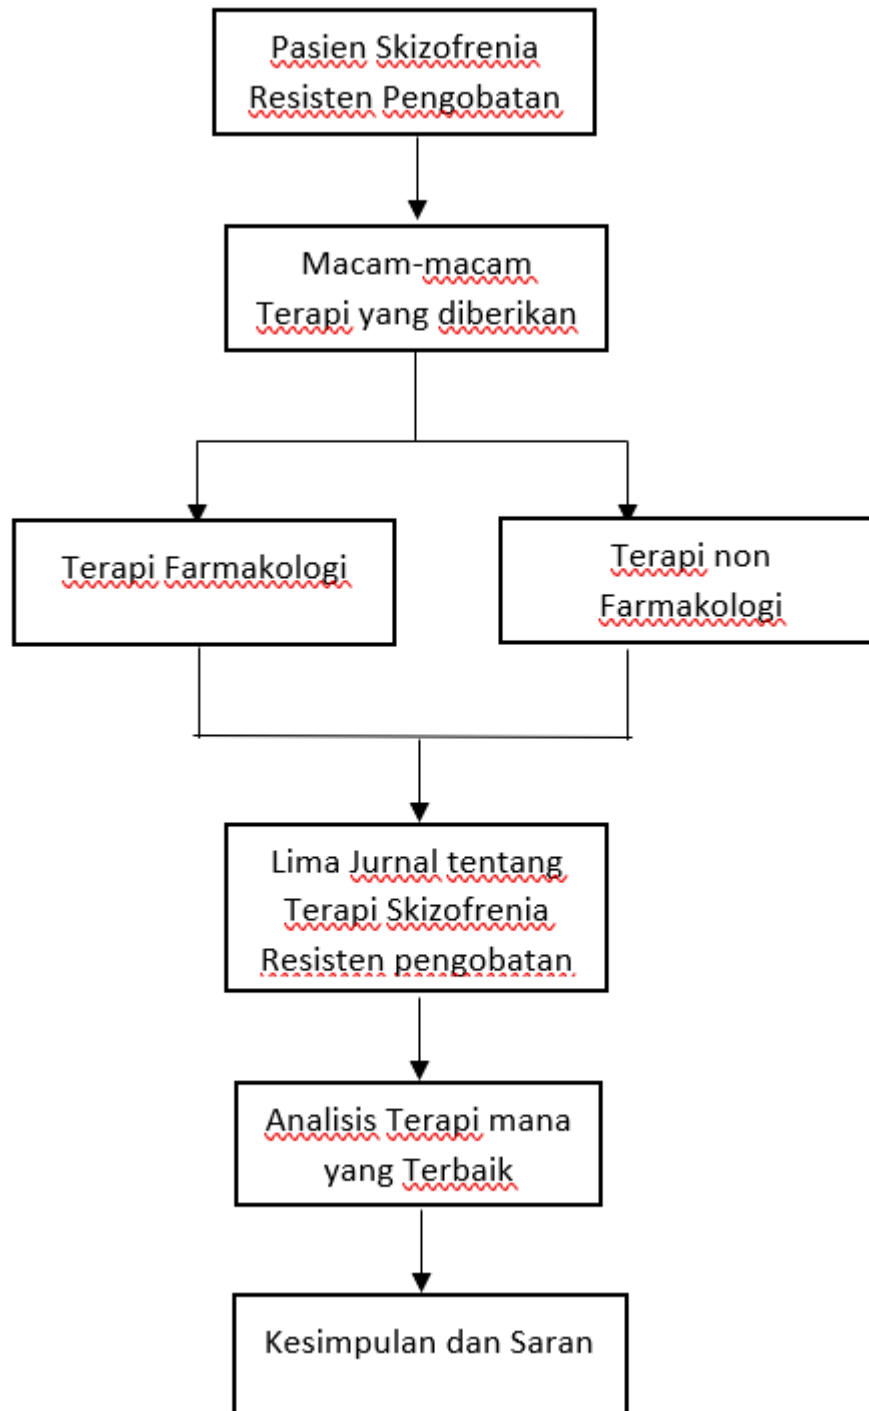 Pasien Skizofrenia
Resisten Pengobatan
Macam-macam
Terapi yang diberikan
Terapi Farmakologi
Terapi non
Farmakologi
Lima Jurnal tentang
Terapi Skizofrenia
Resisten pengobatan
Analisis Terapi mana
yang Terbaik
Kesimpulan dan Saran